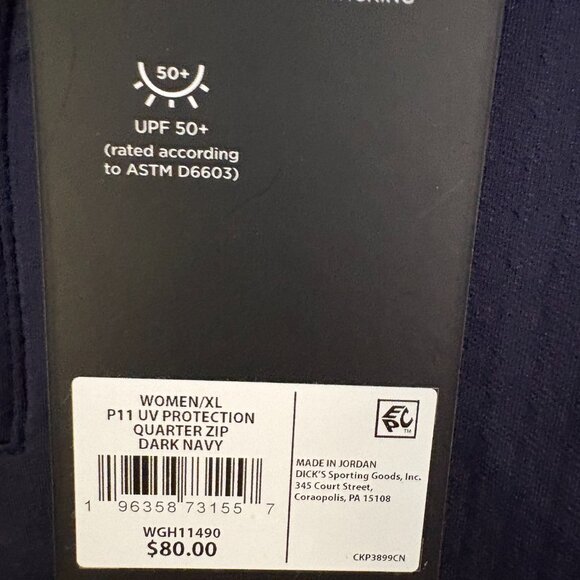 50+
UPF 50+
(rated according
to ASTM D6603)
WOMEN/XL
P11 UV PROTECTION
QUARTER ZIP
DARK NAVY
1 96358 73155 7
WGH11490
$80.00
EPC™
MADE IN JORDAN
DICK'S Sporting Goods, Inc.
345 Court Street,
Coraopolis, PA 15108
CKP3899CN